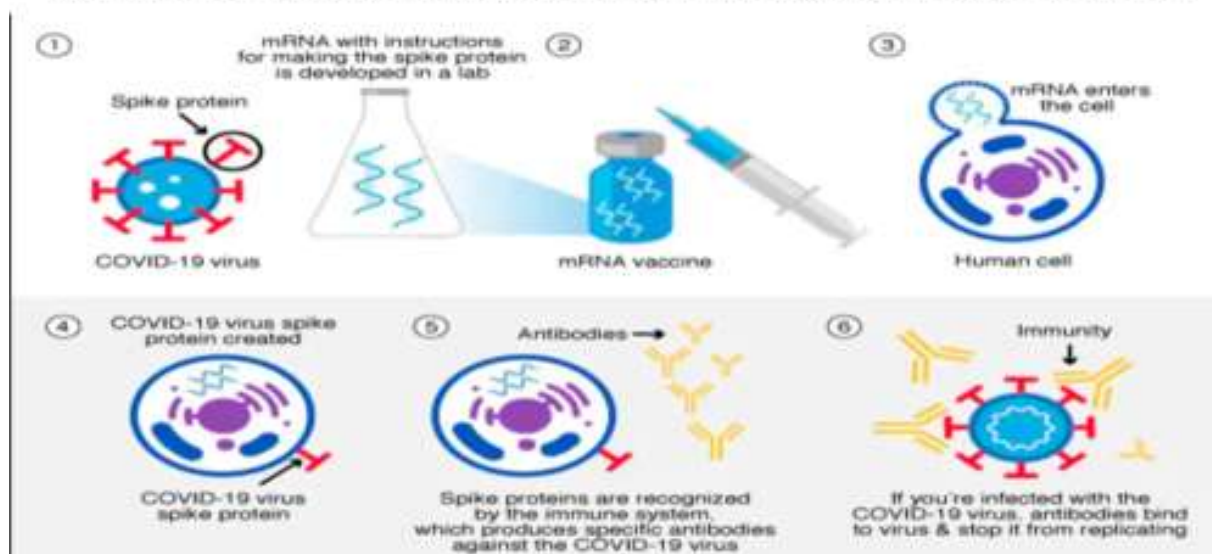 ①
Spike protein
COVID-19 virus
mRNA with instructions
for making the spike protein
is developed in a lab
②
mRNA vaccine
③
mRNA enters
the cell
Human cell
④
COVID-19 virus spike
protein created
COVID-19 virus
spike protein
⑤
Antibodies
Spike proteins are recognized
by the immune system,
which produces specific antibodies
against the COVID-19 virus
⑥
Immunity
If you're infected with the
COVID-19 virus, antibodies bind
to virus & stop it from replicating